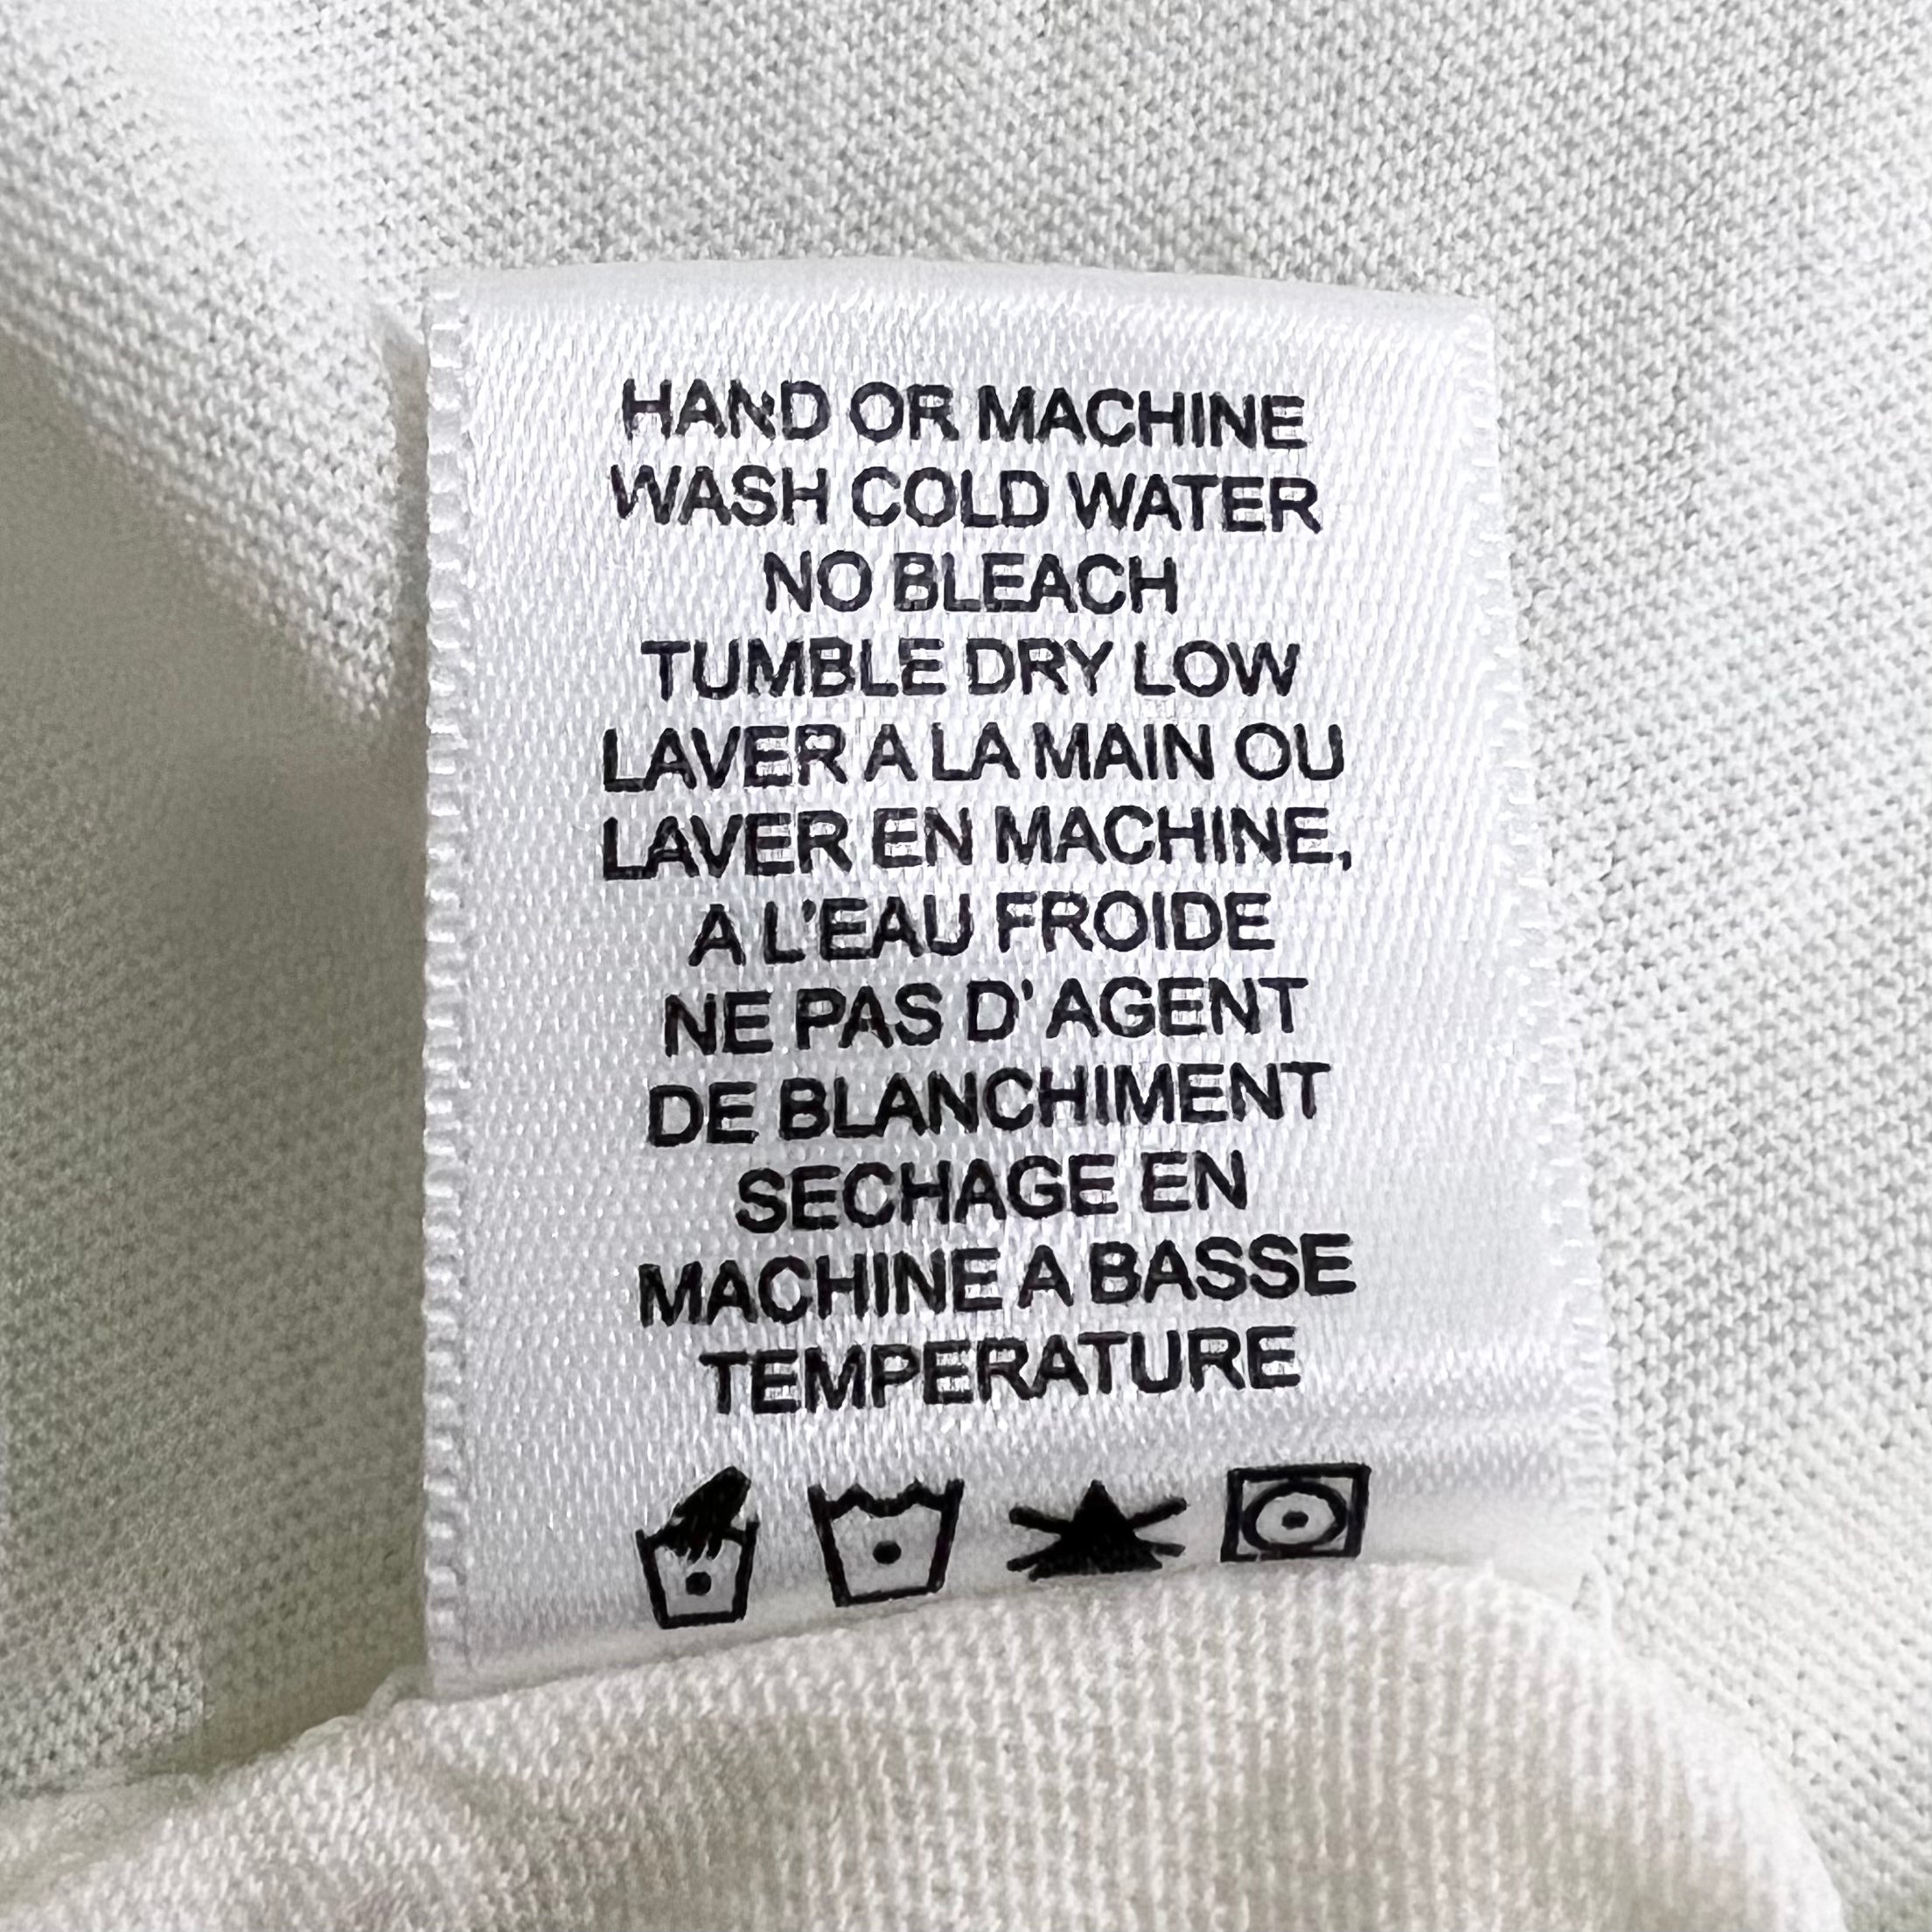 HAND OR MACHINE
WASH COLD WATER
NO BLEACH
TUMBLE DRY LOW
LAVER A LA MAIN OU
LAVER EN MACHINE,
A L'EAU FROIDE
NE PAS D' AGENT
DE BLANCHIMENT
SECHAGE EN
MACHINE A BASSE
TEMPERATURE